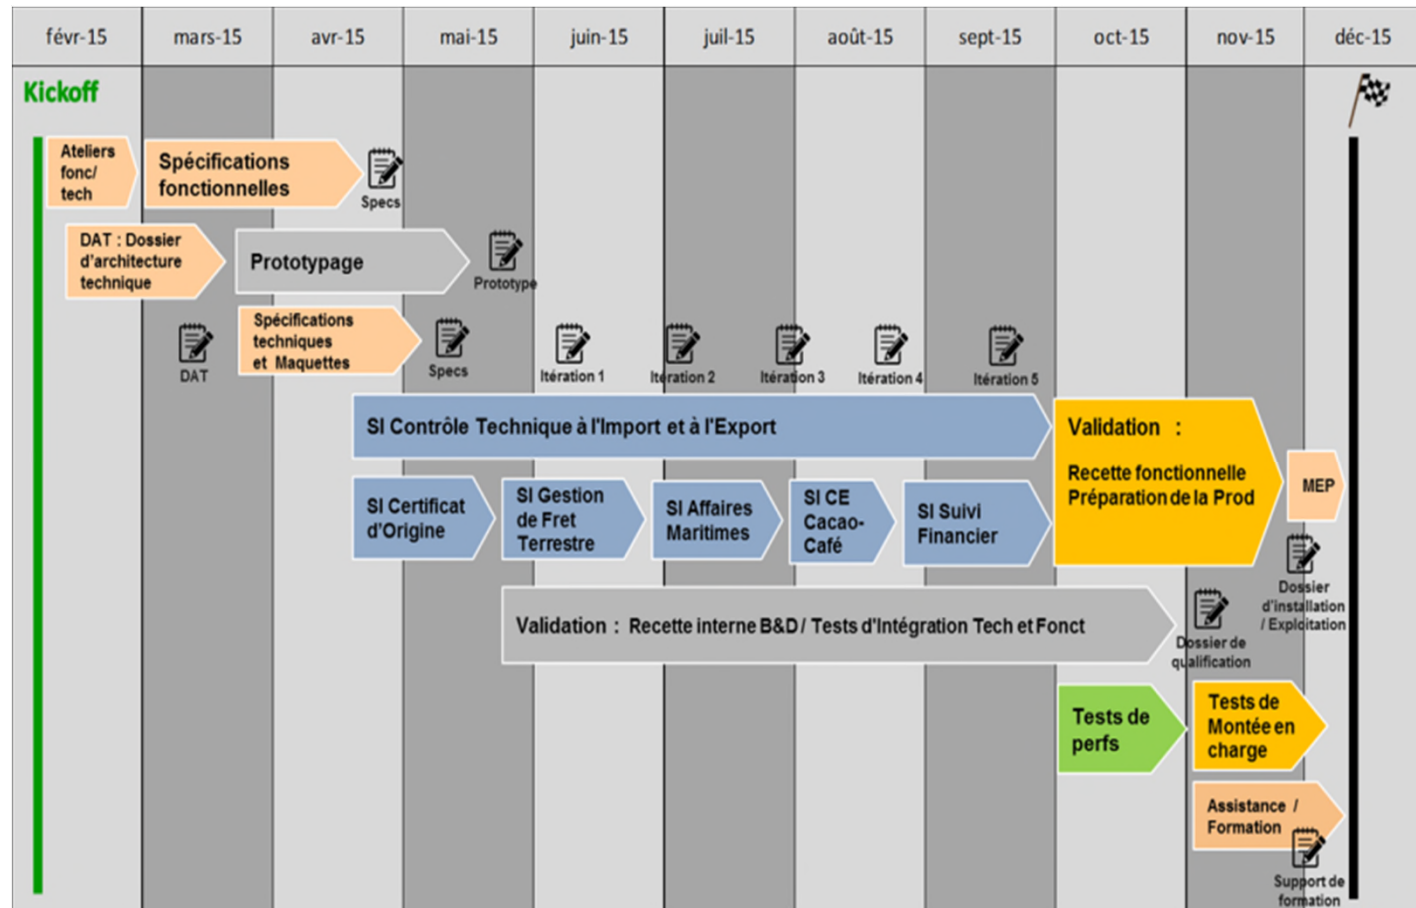 févr-15 mars-15 avr-15 mai-15 juin-15 juil-15 août-15 sept-15 oct-15 nov-15 déc-15
Kickoff
Ateliers
fonc/
tech
Spécifications
fonctionnelles
Specs
DAT : Dossier
d'architecture
technique
Prototypage
Prototype
DAT
Spécifications
techniques
et Maquettes
Specs
Itération 1
Itération 2
Itération 3
Itération 4
Itération 5
SI Contrôle Technique à l'Import et à l'Export
Validation :
Recette fonctionnelle
Préparation de la Prod
MEP
SI Certificat
d'Origine
SI Gestion
de Fret
Terrestre
SI Affaires
Maritimes
SI CE
Cacao-
Café
SI Suivi
Financier
Dossier
d'installation
/ Exploitation
Validation : Recette interne B&D / Tests d'Intégration Tech et Fonct
Dossier de
qualification
Tests de
perfs
Tests de
Montée en
charge
Assistance /
Formation
Support de
formation